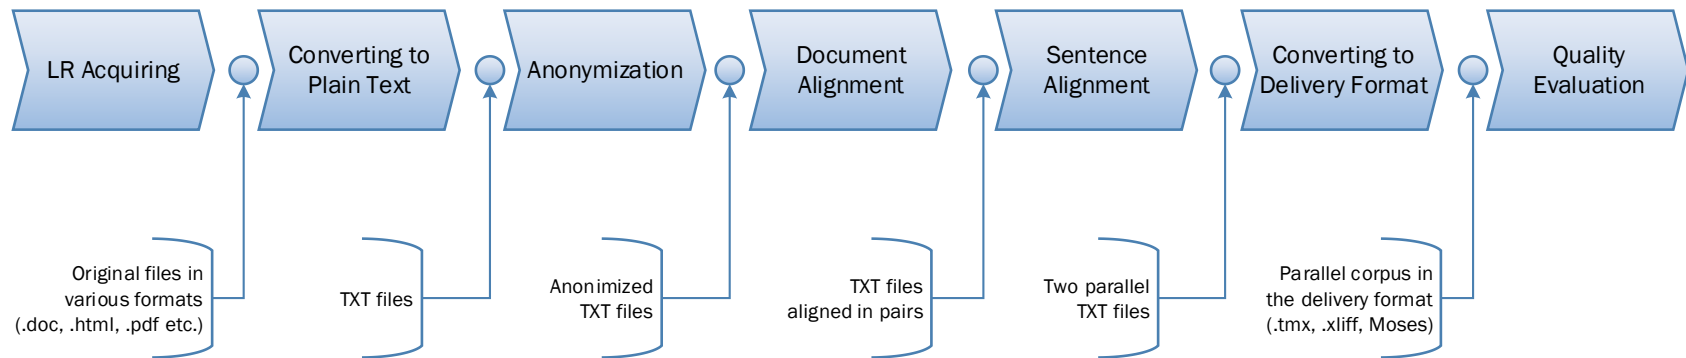 LR Acquiring
Converting to
Plain Text
Anonymization
Document
Alignment
Sentence
Alignment
Converting to
Delivery Format
Quality
Evaluation
Original files in
various formats
(.doc, .html, .pdf etc.)
TXT files
Anonimized
TXT files
TXT files
aligned in pairs
Two parallel
TXT files
Parallel corpus in
the delivery format
(.tmx, .xliff, Moses)